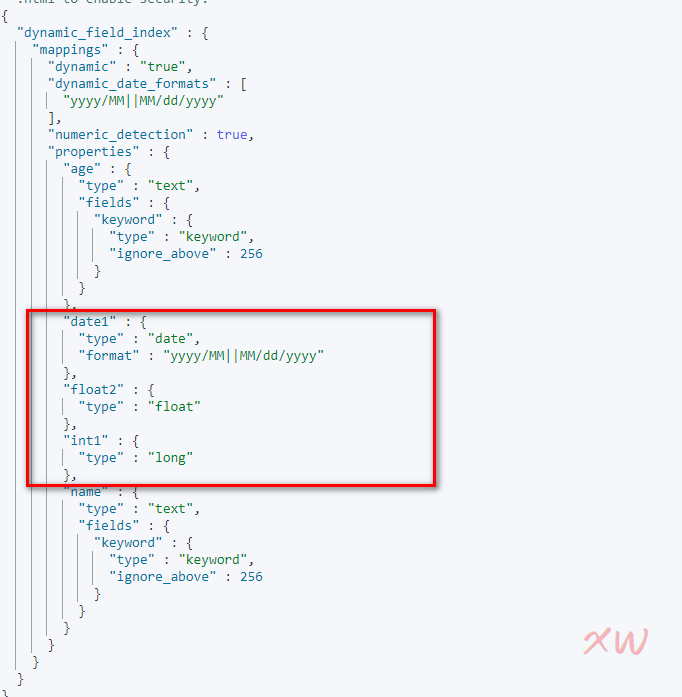 .html to enable security.
{
  "dynamic_field_index" : {
    "mappings" : {
      "dynamic" : "true",
      "dynamic_date_formats" : [
        "yyyy/MM||MM/dd/yyyy"
      ],
      "numeric_detection" : true,
      "properties" : {
        "age" : {
          "type" : "text",
          "fields" : {
            "keyword" : {
              "type" : "keyword",
              "ignore_above" : 256
            }
          }
        },
        "date1" : {
          "type" : "date",
          "format" : "yyyy/MM||MM/dd/yyyy"
        },
        "float2" : {
          "type" : "float"
        },
        "int1" : {
          "type" : "long"
        },
        "name" : {
          "type" : "text",
          "fields" : {
            "keyword" : {
              "type" : "keyword",
              "ignore_above" : 256
            }
          }
        }
      }
    }
  }
}
xw